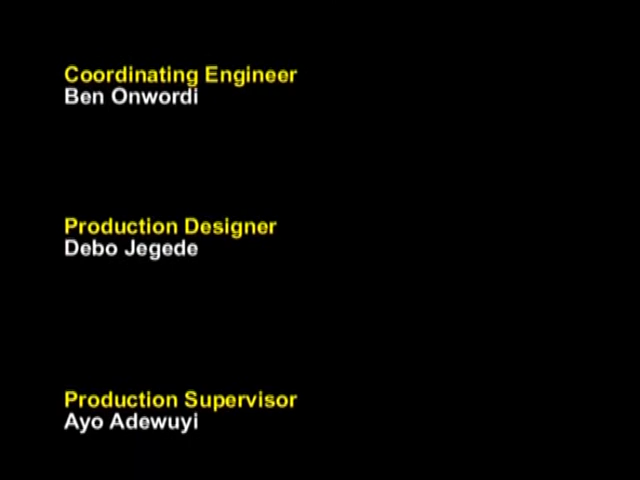 Coordinating Engineer
Ben Onwordi
Production Designer
Debo Jegede
Production Supervisor
Ayo Adewuyi